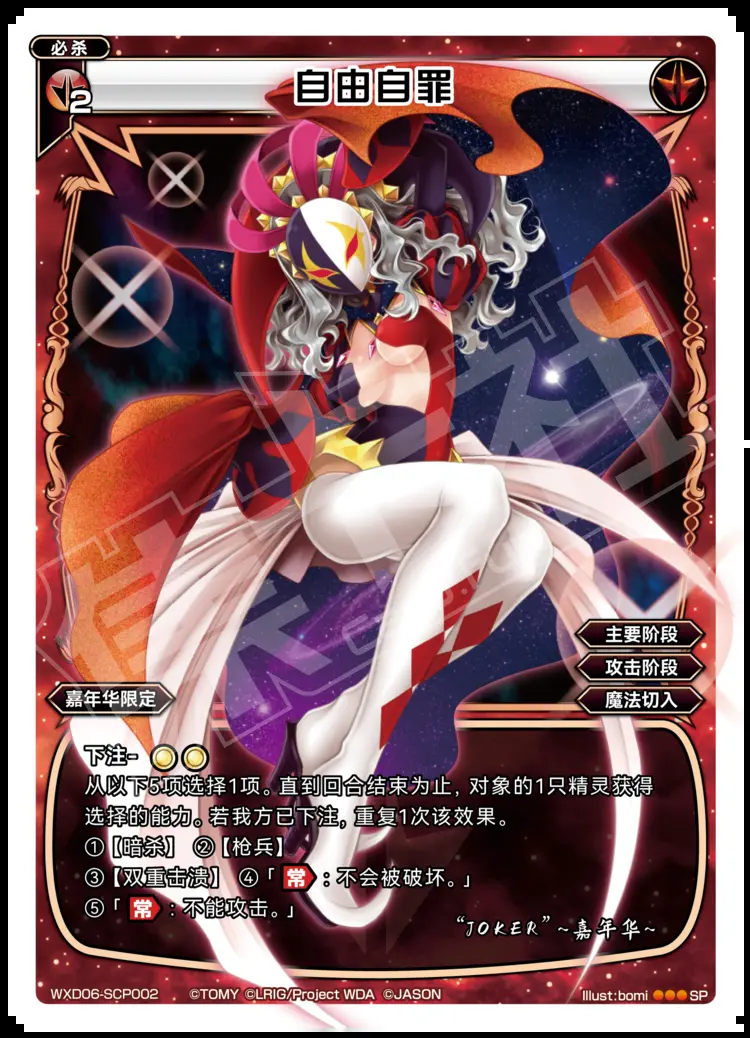 必杀
2
自由自罪
主要阶段
攻击阶段
嘉年华限定
魔法切入
下注-
从以下5项选择1项。直到回合结束为止，对象的1只精灵获得
选择的能力。若我方已下注，重复1次该效果。
①【暗杀】 ②【枪兵】
③【双重击溃】 ④「 常 ：不会被破坏。」
⑤「 常 ：不能攻击。」
“JOKER”~嘉年华~
WXD06-SCP002 ©TOMY ©LRIG/Project WDA ©JASON Illust:bomi SP